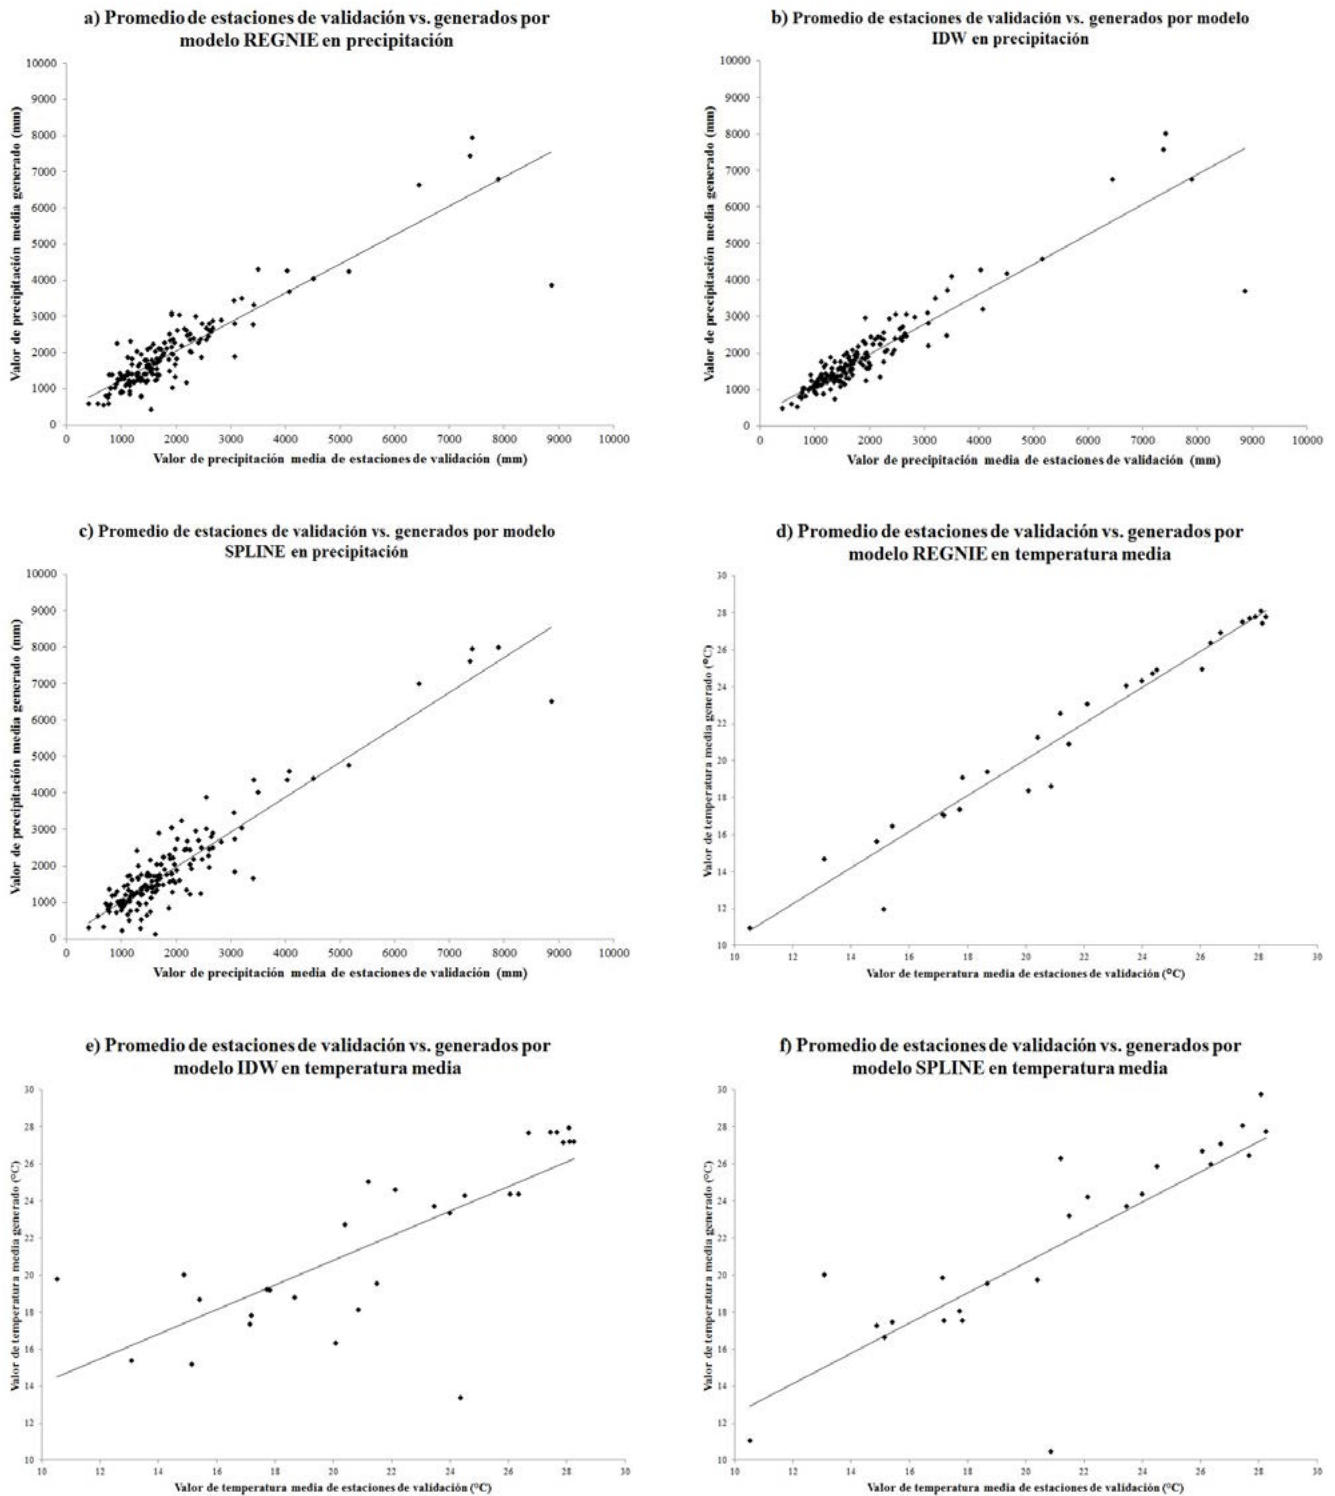 a) Promedio de estaciones de validación vs. generados por
modelo REGNIE en precipitación
10000
9000
8000
7000
6000
5000
4000
3000
2000
1000
0
Valor de precipitación media generado (mm)
0 1000 2000 3000 4000 5000 6000 7000 8000 9000 10000
Valor de precipitación media de estaciones de validación (mm)
b) Promedio de estaciones de validación vs. generados por modelo
IDW en precipitación
10000
9000
8000
7000
6000
5000
4000
3000
2000
1000
0
Valor de precipitación media generado (mm)
0 1000 2000 3000 4000 5000 6000 7000 8000 9000 10000
Valor de precipitación media de estaciones de validación (mm)
c) Promedio de estaciones de validación vs. generados por modelo
SPLINE en precipitación
10000
9000
8000
7000
6000
5000
4000
3000
2000
1000
0
Valor de precipitación media generado (mm)
0 1000 2000 3000 4000 5000 6000 7000 8000 9000 10000
Valor de precipitación media de estaciones de validación (mm)
d) Promedio de estaciones de validación vs. generados por
modelo REGNIE en temperatura media
30
28
26
24
22
20
18
16
14
12
10
Valor de temperatura media generado (°C)
10 12 14 16 18 20 22 24 26 28 30
Valor de temperatura media de estaciones de validación (°C)
e) Promedio de estaciones de validación vs. generados por
modelo IDW en temperatura media
30
28
26
24
22
20
18
16
14
12
10
Valor de temperatura media generado (°C)
10 12 14 16 18 20 22 24 26 28 30
Valor de temperatura media de estaciones de validación (°C)
f) Promedio de estaciones de validación vs. generados por
modelo SPLINE en temperatura media
30
28
26
24
22
20
18
16
14
12
10
Valor de temperatura media generado (°C)
10 12 14 16 18 20 22 24 26 28 30
Valor de temperatura media de estaciones de validación (°C)